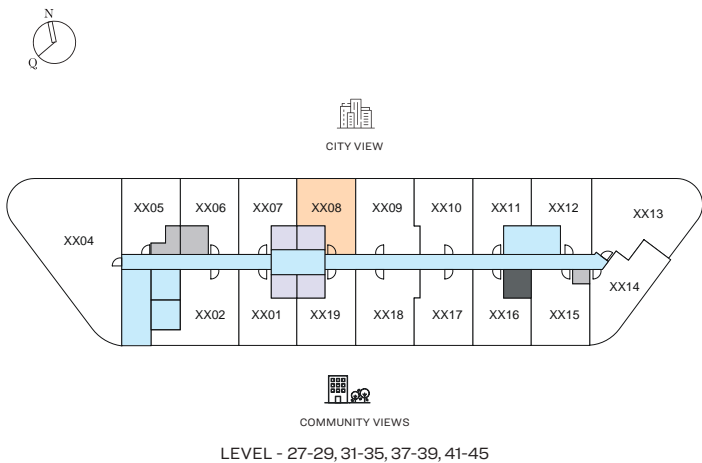 N
Q
CITY VIEW
XX05 XX06 XX07 XX08 XX09 XX10 XX11 XX12
XX04 XX13
XX14
XX02 XX01 XX19 XX18 XX17 XX16 XX15
COMMUNITY VIEWS
LEVEL - 27-29, 31-35, 37-39, 41-45